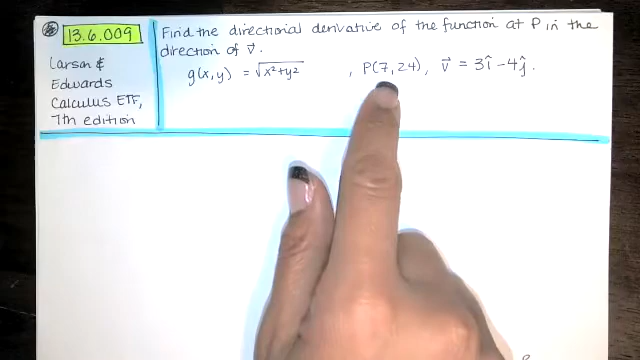 13.6.009
Larson &
Edwards
Calculus ETF,
7th edition
Find the directional derivative of the function at P in the
direction of v⃗.
g(x,y) = √x²+y² , P(7,24), v⃗ = 3î - 4ĵ.